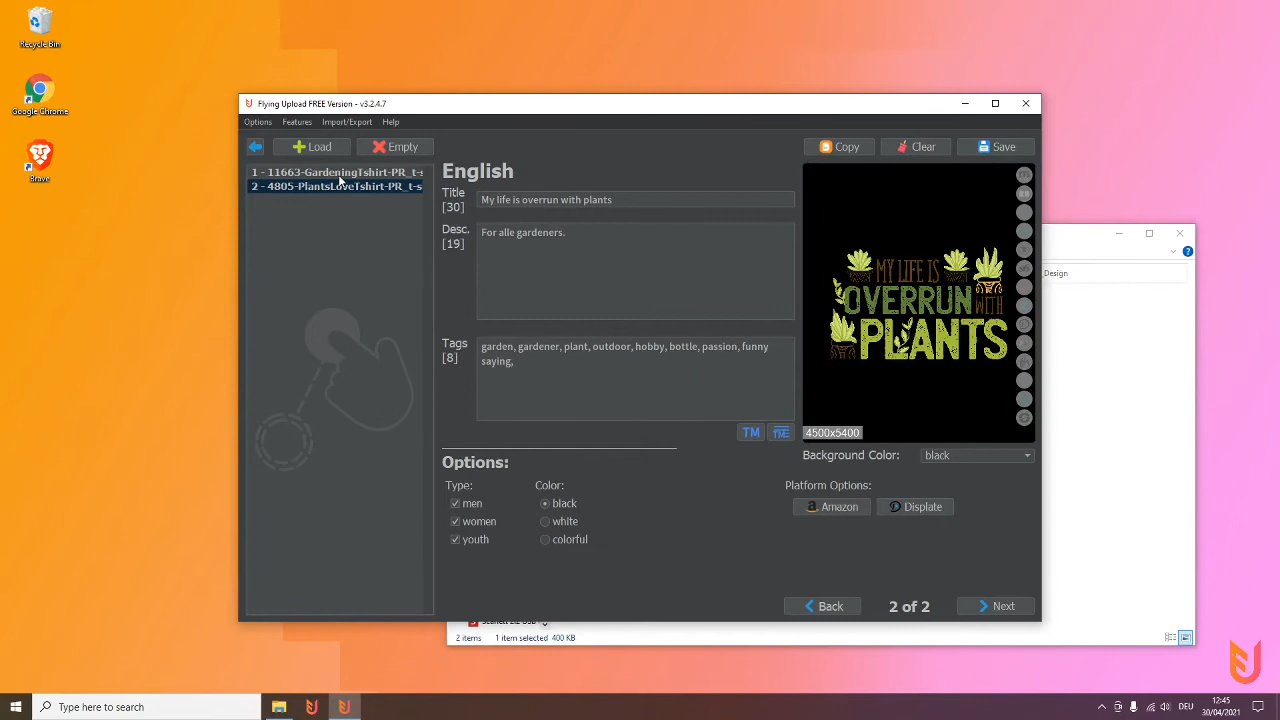 Recycle Bin
Google Chrome
Brave
Flying Upload FREE Version - v3.2.4.7
Options Features Import/Export Help
Load Empty Copy Clear Save
1 - 11663-GardeningTshirt-PR_t-s
2 - 4805-PlantsLoveTshirt-PR_t-s
English
Title
[30]
My life is overrun with plants
Desc.
[19]
For alle gardeners.
Tags
[8]
garden, gardener, plant, outdoor, hobby, bottle, passion, funny
saying,
TM TME
MY LIFE IS
OVERRUN WITH
PLANTS
4500x5400
Background Color: black
Options:
Type: Color:
men black
women white
youth colorful
Platform Options:
Amazon Displate
Back 2 of 2 Next
Design
2 items 1 item selected 400 KB
Type here to search
DEU
12:45
30/04/2021